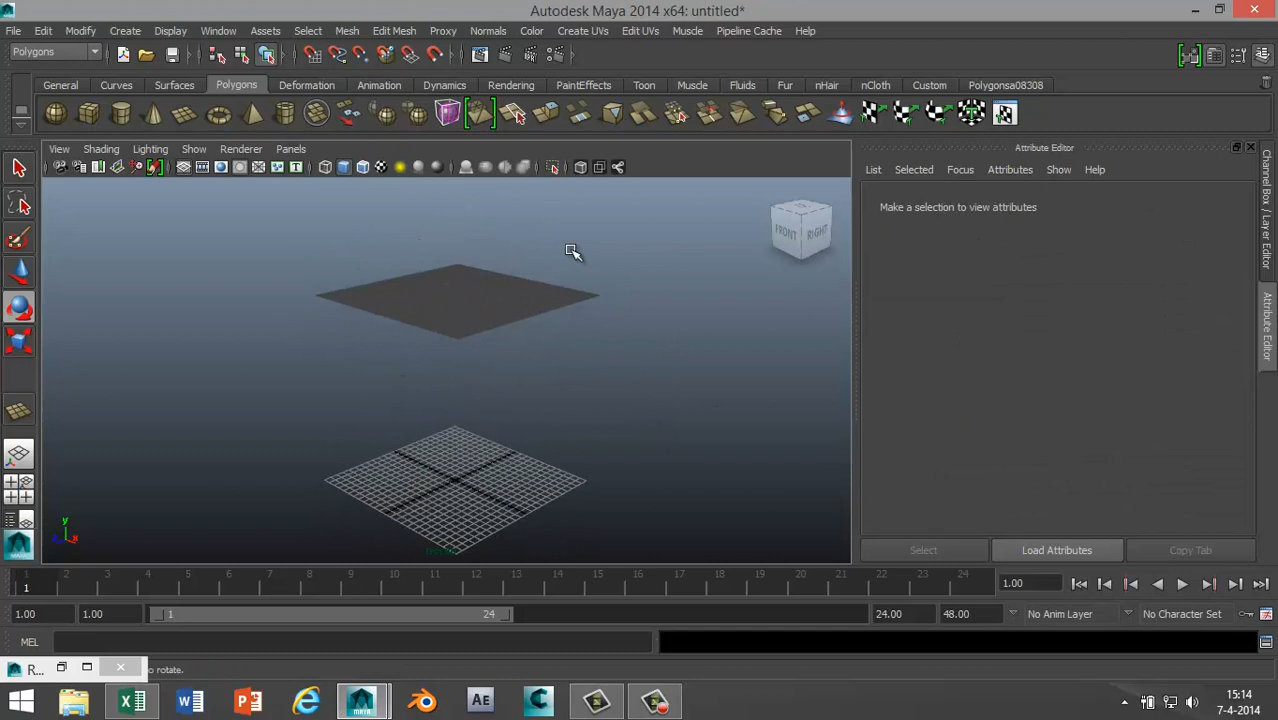 Autodesk Maya 2014 x64: untitled*
File Edit Modify Create Display Window Assets Select Mesh Edit Mesh Proxy Normals Color Create UVs Edit UVs Muscle Pipeline Cache Help
Polygons
General Curves Surfaces Polygons Deformation Animation Dynamics Rendering PaintEffects Toon Muscle Fluids Fur nHair nCloth Custom Polygonsa08308
View Shading Lighting Show Renderer Panels
Attribute Editor
List Selected Focus Attributes Show Help
Make a selection to view attributes
Channel Box / Layer Editor
Attribute Editor
FRONT RIGHT
y
x
Select Load Attributes Copy Tab
1 2 3 4 5 6 7 8 9 10 11 12 13 14 15 16 17 18 19 20 21 22 23 24
1
1.00
1.00 1.00 1 24 24.00 48.00 No Anim Layer No Character Set
MEL
R... o rotate.
MAYA
Ae
15:14
7-4-2014